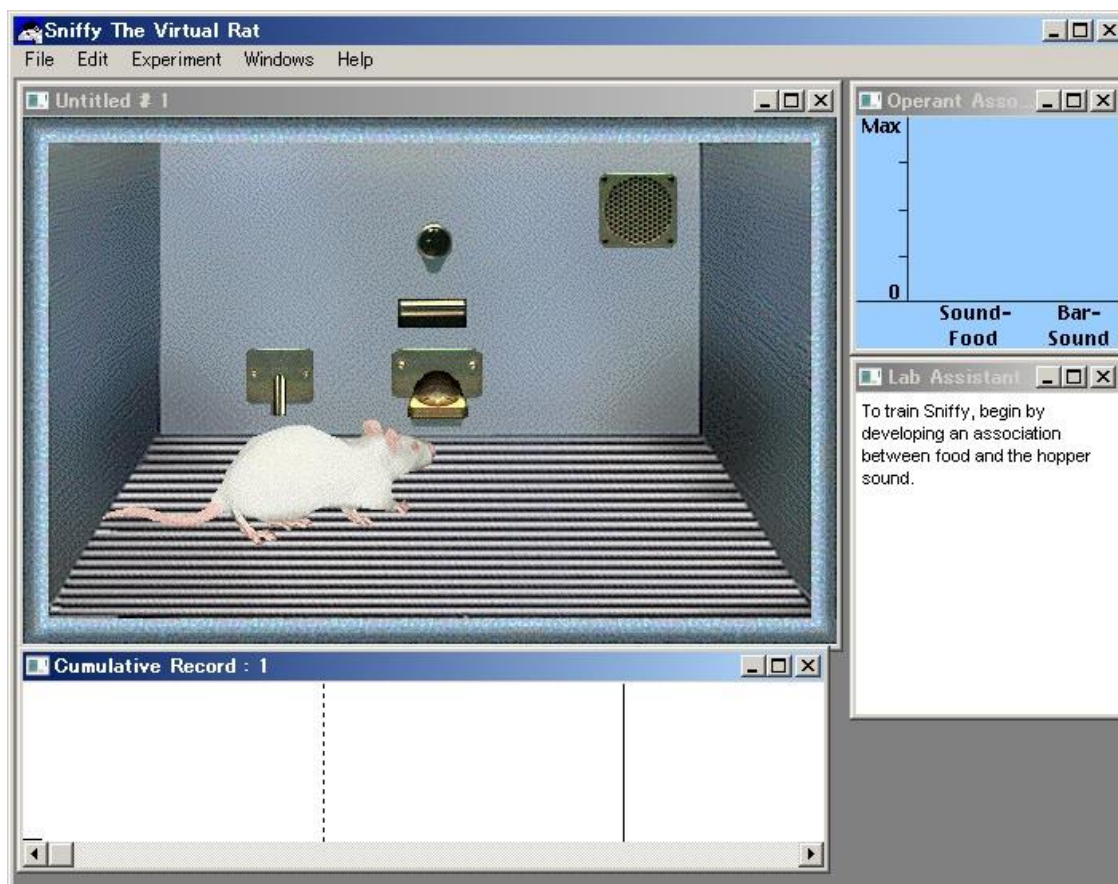 Sniffy The Virtual Rat
File Edit Experiment Windows Help
Untitled # 1
Operant Asso...
Max
0
Sound-
Food
Bar-
Sound
Lab Assistant
To train Sniffy, begin by
developing an association
between food and the hopper
sound.
Cumulative Record : 1